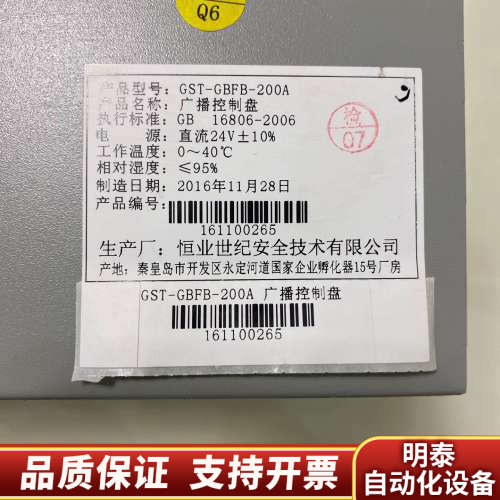 Q6
产品型号: GST-GBFB-200A
产品名称: 广播控制盘
执行标准: GB 16806-2006
电 源: 直流24V±10%
工作温度: 0~40℃
相对湿度: ≤95%
制造日期: 2016年11月28日
产品编号:
161100265
检
07
生产厂: 恒业世纪安全技术有限公司
产地: 秦皇岛市开发区永定河道国家企业孵化器15号厂房
GST-GBFB-200A 广播控制盘
161100265
品质保证 支持开票
明泰
自动化设备